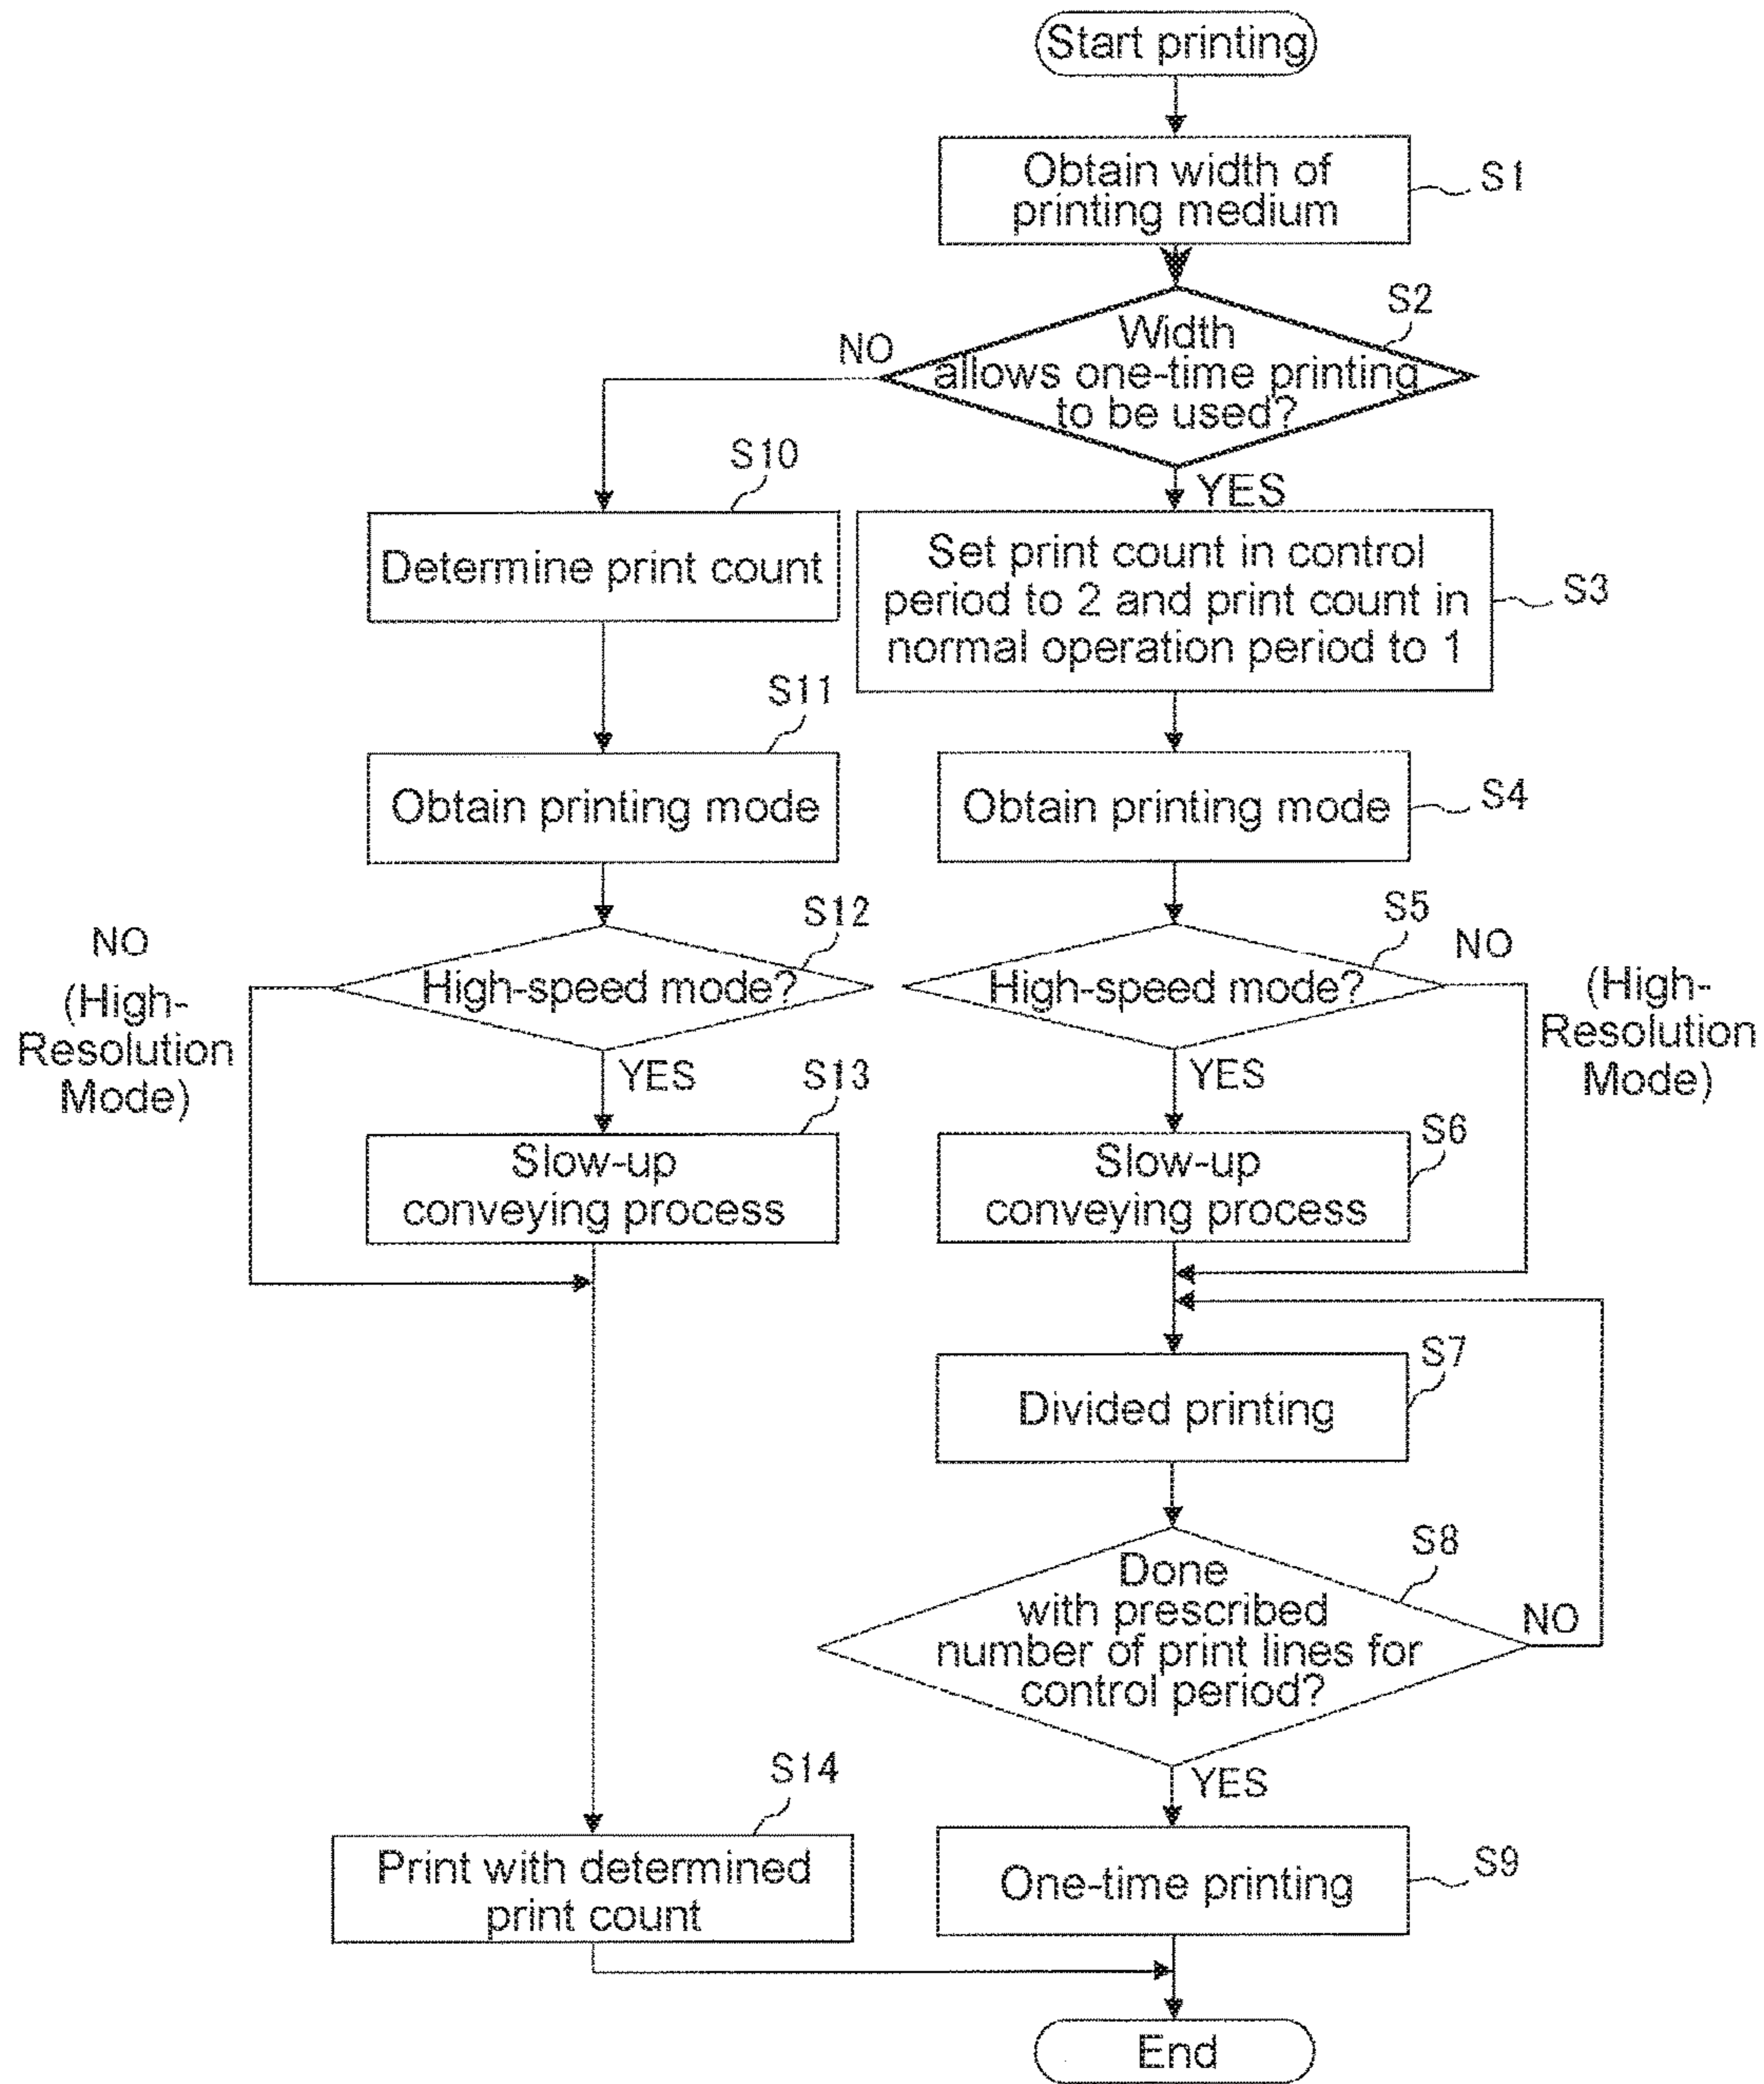 Start printing
Obtain width of
printing medium
S1
S2
Width
allows one-time printing
to be used?
NO
YES
S10
Determine print count
Set print count in control
period to 2 and print count in
normal operation period to 1
S3
S11
Obtain printing mode
Obtain printing mode
S4
S12
High-speed mode?
NO
(High-
Resolution
Mode)
YES
S5
High-speed mode?
NO
(High-
Resolution
Mode)
YES
S13
Slow-up
conveying process
S6
Slow-up
conveying process
S7
Divided printing
S8
Done
with prescribed
number of print lines for
control period?
NO
YES
S14
Print with determined
print count
One-time printing
S9
End